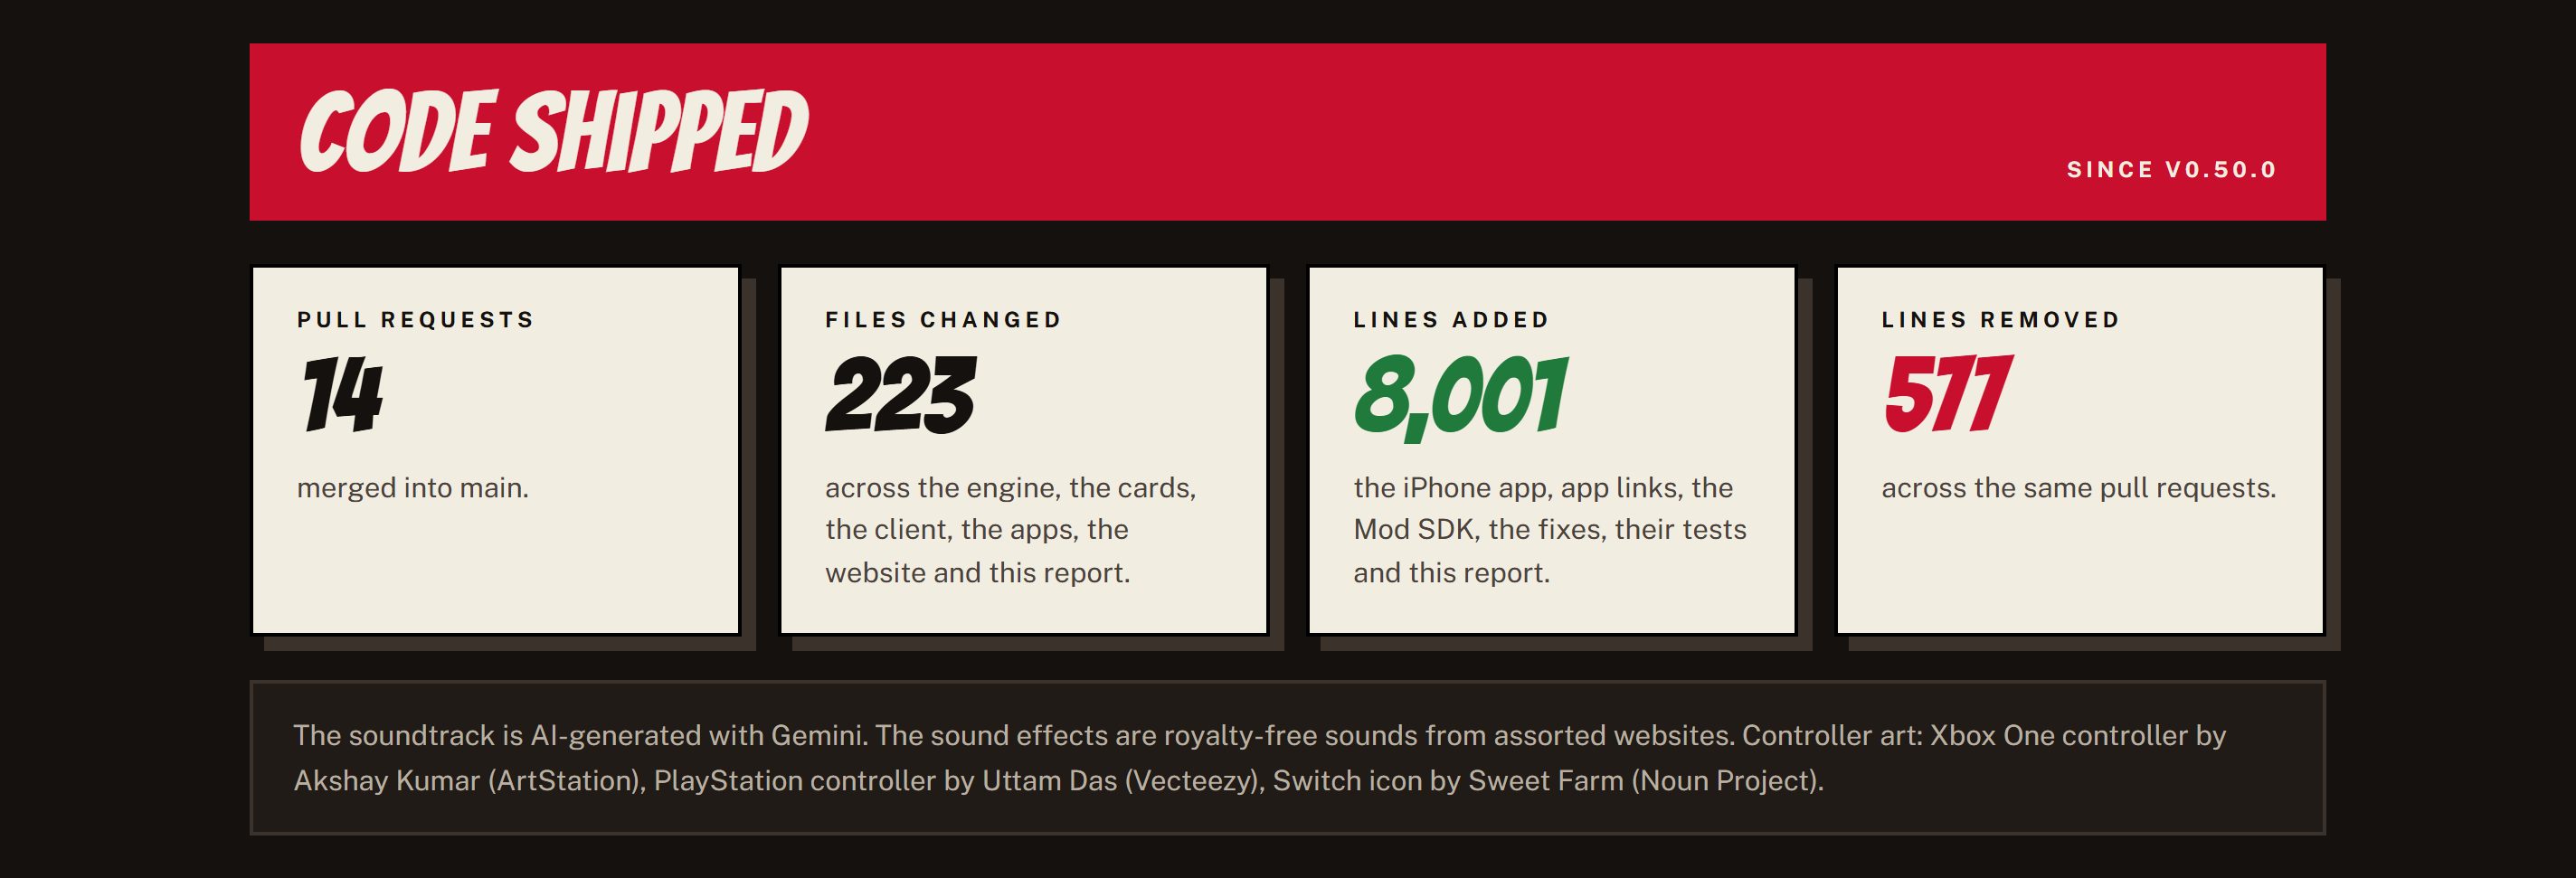 CODE SHIPPED
SINCE V0.50.0
PULL REQUESTS
14
merged into main.
FILES CHANGED
223
across the engine, the cards,
the client, the apps, the
website and this report.
LINES ADDED
8,001
the iPhone app, app links, the
Mod SDK, the fixes, their tests
and this report.
LINES REMOVED
577
across the same pull requests.
The soundtrack is AI-generated with Gemini. The sound effects are royalty-free sounds from assorted websites. Controller art: Xbox One controller by
Akshay Kumar (ArtStation), PlayStation controller by Uttam Das (Vecteezy), Switch icon by Sweet Farm (Noun Project).